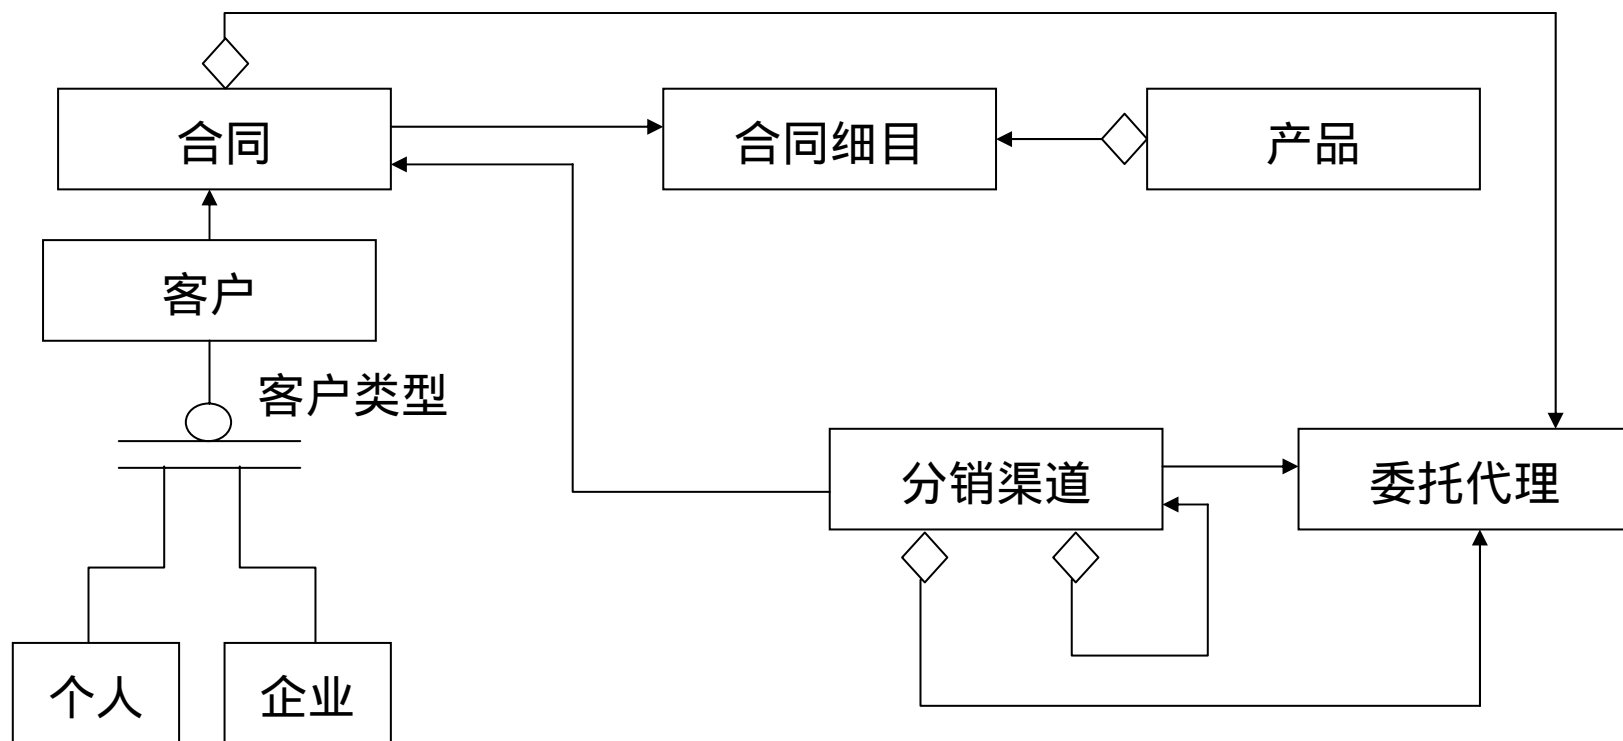 合同
合同细目
产品
客户
客户类型
分销渠道
委托代理
个人
企业